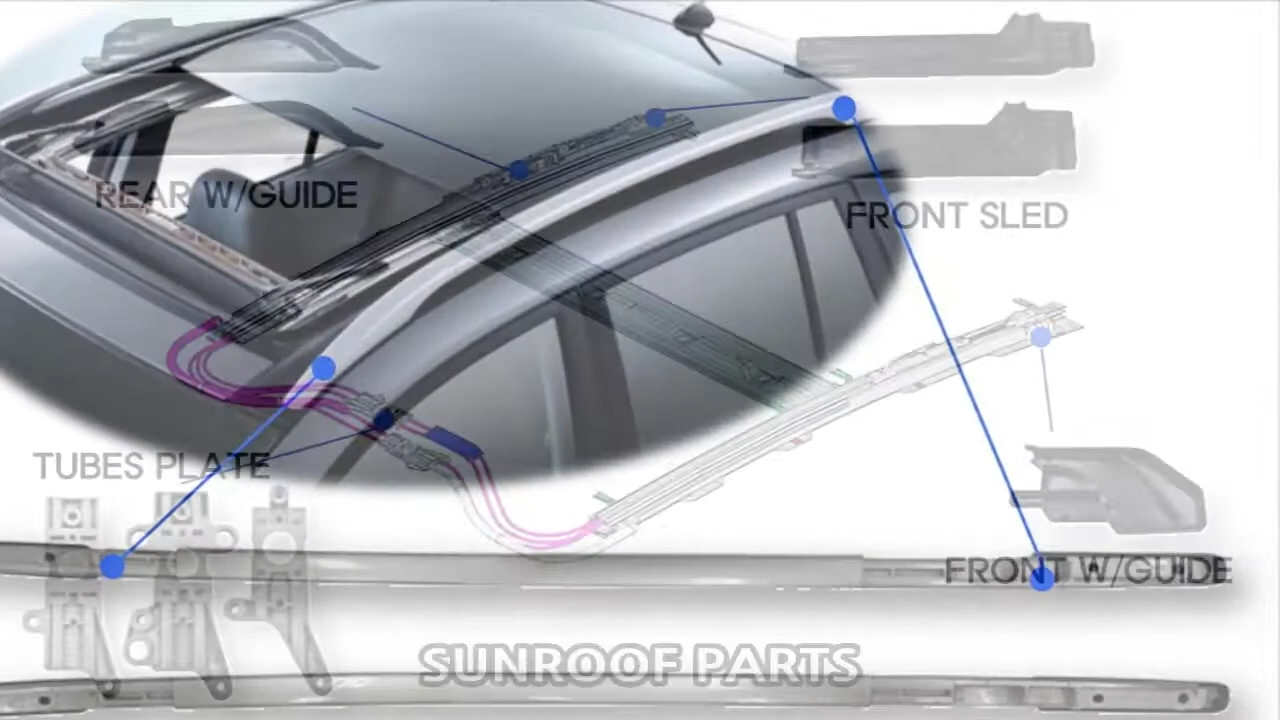 REAR W/GUIDE
FRONT SLED
TUBES PLATE
FRONT W/GUIDE
SUNROOF PARTS